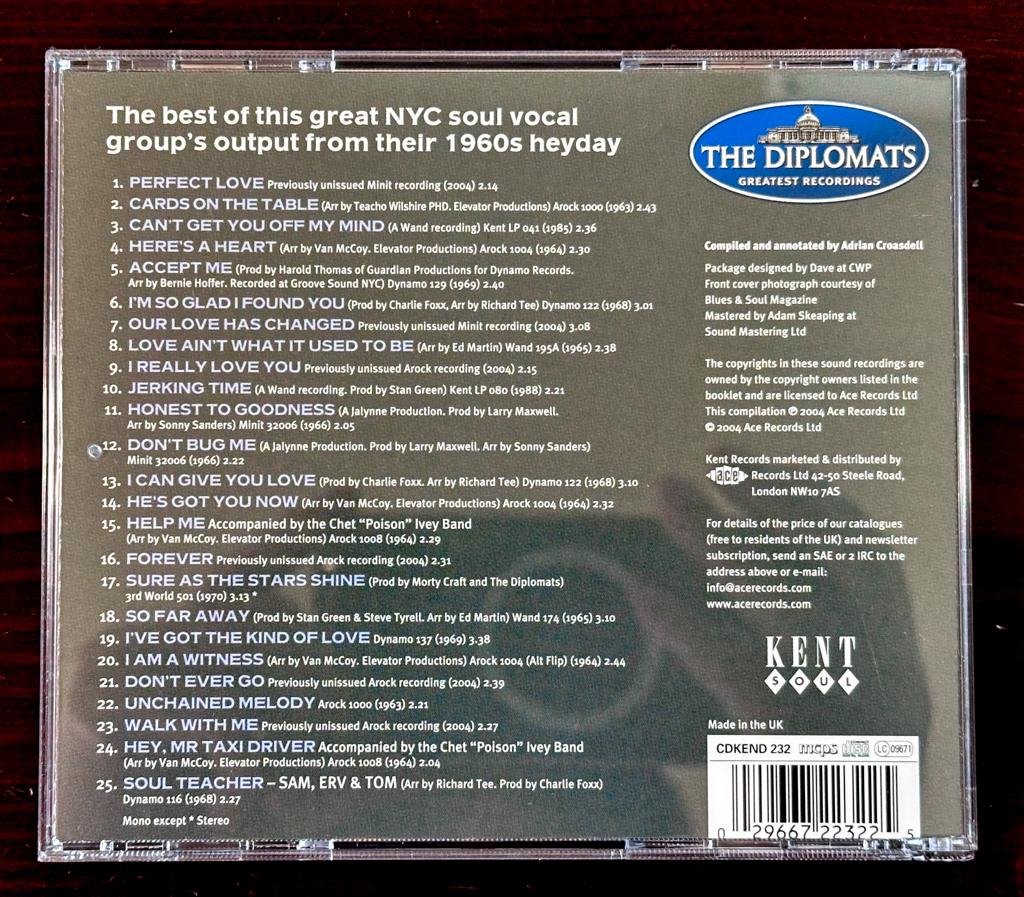 The best of this great NYC soul vocal
group's output from their 1960s heyday
1. PERFECT LOVE Previously unissued Minit recording (2004) 2.14
2. CARDS ON THE TABLE (Arr by Teacho Wilshire PHD. Elevator Productions) Arock 1000 (1963) 2.43
3. CAN'T GET YOU OFF MY MIND (A Wand recording) Kent LP 041 (1985) 2.36
4. HERE'S A HEART (Arr by Van McCoy. Elevator Productions) Arock 1004 (1964) 2.30
5. ACCEPT ME (Prod by Harold Thomas of Guardian Productions for Dynamo Records.
Arr by Bernie Hoffer. Recorded at Groove Sound NYC) Dynamo 129 (1969) 2.40
6. I'M SO GLAD I FOUND YOU (Prod by Charlie Foxx, Arr by Richard Tee) Dynamo 122 (1968) 3.01
7. OUR LOVE HAS CHANGED Previously unissued Minit recording (2004) 3.08
8. LOVE AIN'T WHAT IT USED TO BE (Arr by Ed Martin) Wand 195A (1965) 2.38
9. I REALLY LOVE YOU Previously unissued Arock recording (2004) 2.15
10. JERKING TIME (A Wand recording. Prod by Stan Green) Kent LP 080 (1988) 2.21
11. HONEST TO GOODNESS (A Jalynne Production. Prod by Larry Maxwell.
Arr by Sonny Sanders) Minit 32006 (1966) 2.05
12. DON'T BUG ME (A Jalynne Production. Prod by Larry Maxwell. Arr by Sonny Sanders)
Minit 32006 (1966) 2.22
13. I CAN GIVE YOU LOVE (Prod by Charlie Foxx. Arr by Richard Tee) Dynamo 122 (1968) 3.10
14. HE'S GOT YOU NOW (Arr by Van McCoy. Elevator Productions) Arock 1004 (1964) 2.32
15. HELP ME Accompanied by the Chet "Poison" Ivey Band
(Arr by Van McCoy. Elevator Productions) Arock 1008 (1964) 2.29
16. FOREVER Previously unissued Arock recording (2004) 2.31
17. SURE AS THE STARS SHINE (Prod by Morty Craft and The Diplomats)
3rd World 501 (1970) 3.13 *
18. SO FAR AWAY (Prod by Stan Green & Steve Tyrell. Arr by Ed Martin) Wand 174 (1965) 3.10
19. I'VE GOT THE KIND OF LOVE Dynamo 137 (1969) 3.38
20. I AM A WITNESS (Arr by Van McCoy. Elevator Productions) Arock 1004 (Alt Flip) (1964) 2.44
21. DON'T EVER GO Previously unissued Arock recording (2004) 2.39
22. UNCHAINED MELODY Arock 1000 (1963) 2.21
23. WALK WITH ME Previously unissued Arock recording (2004) 2.27
24. HEY, MR TAXI DRIVER Accompanied by the Chet "Poison" Ivey Band
(Arr by Van McCoy. Elevator Productions) Arock 1008 (1964) 2.04
25. SOUL TEACHER – SAM, ERV & TOM (Arr by Richard Tee. Prod by Charlie Foxx)
Dynamo 116 (1968) 2.27
Mono except * Stereo
THE DIPLOMATS
GREATEST RECORDINGS
Compiled and annotated by Adrian Croasdell
Package designed by Dave at CWP
Front cover photograph courtesy of
Blues & Soul Magazine
Mastered by Adam Skeaping at
Sound Mastering Ltd
The copyrights in these sound recordings are
owned by the copyright owners listed in the
booklet and are licensed to Ace Records Ltd
This compilation ℗ 2004 Ace Records Ltd
© 2004 Ace Records Ltd
Kent Records marketed & distributed by
ace Records Ltd 42-50 Steele Road,
London NW10 7AS
For details of the price of our catalogues
(free to residents of the UK) and newsletter
subscription, send an SAE or 2 IRC to the
address above or e-mail:
info@acerecords.com
www.acerecords.com
KENT
SOUL
Made in the UK
CDKEND 232 mcps disc LC 09671
0 29667 22322 5